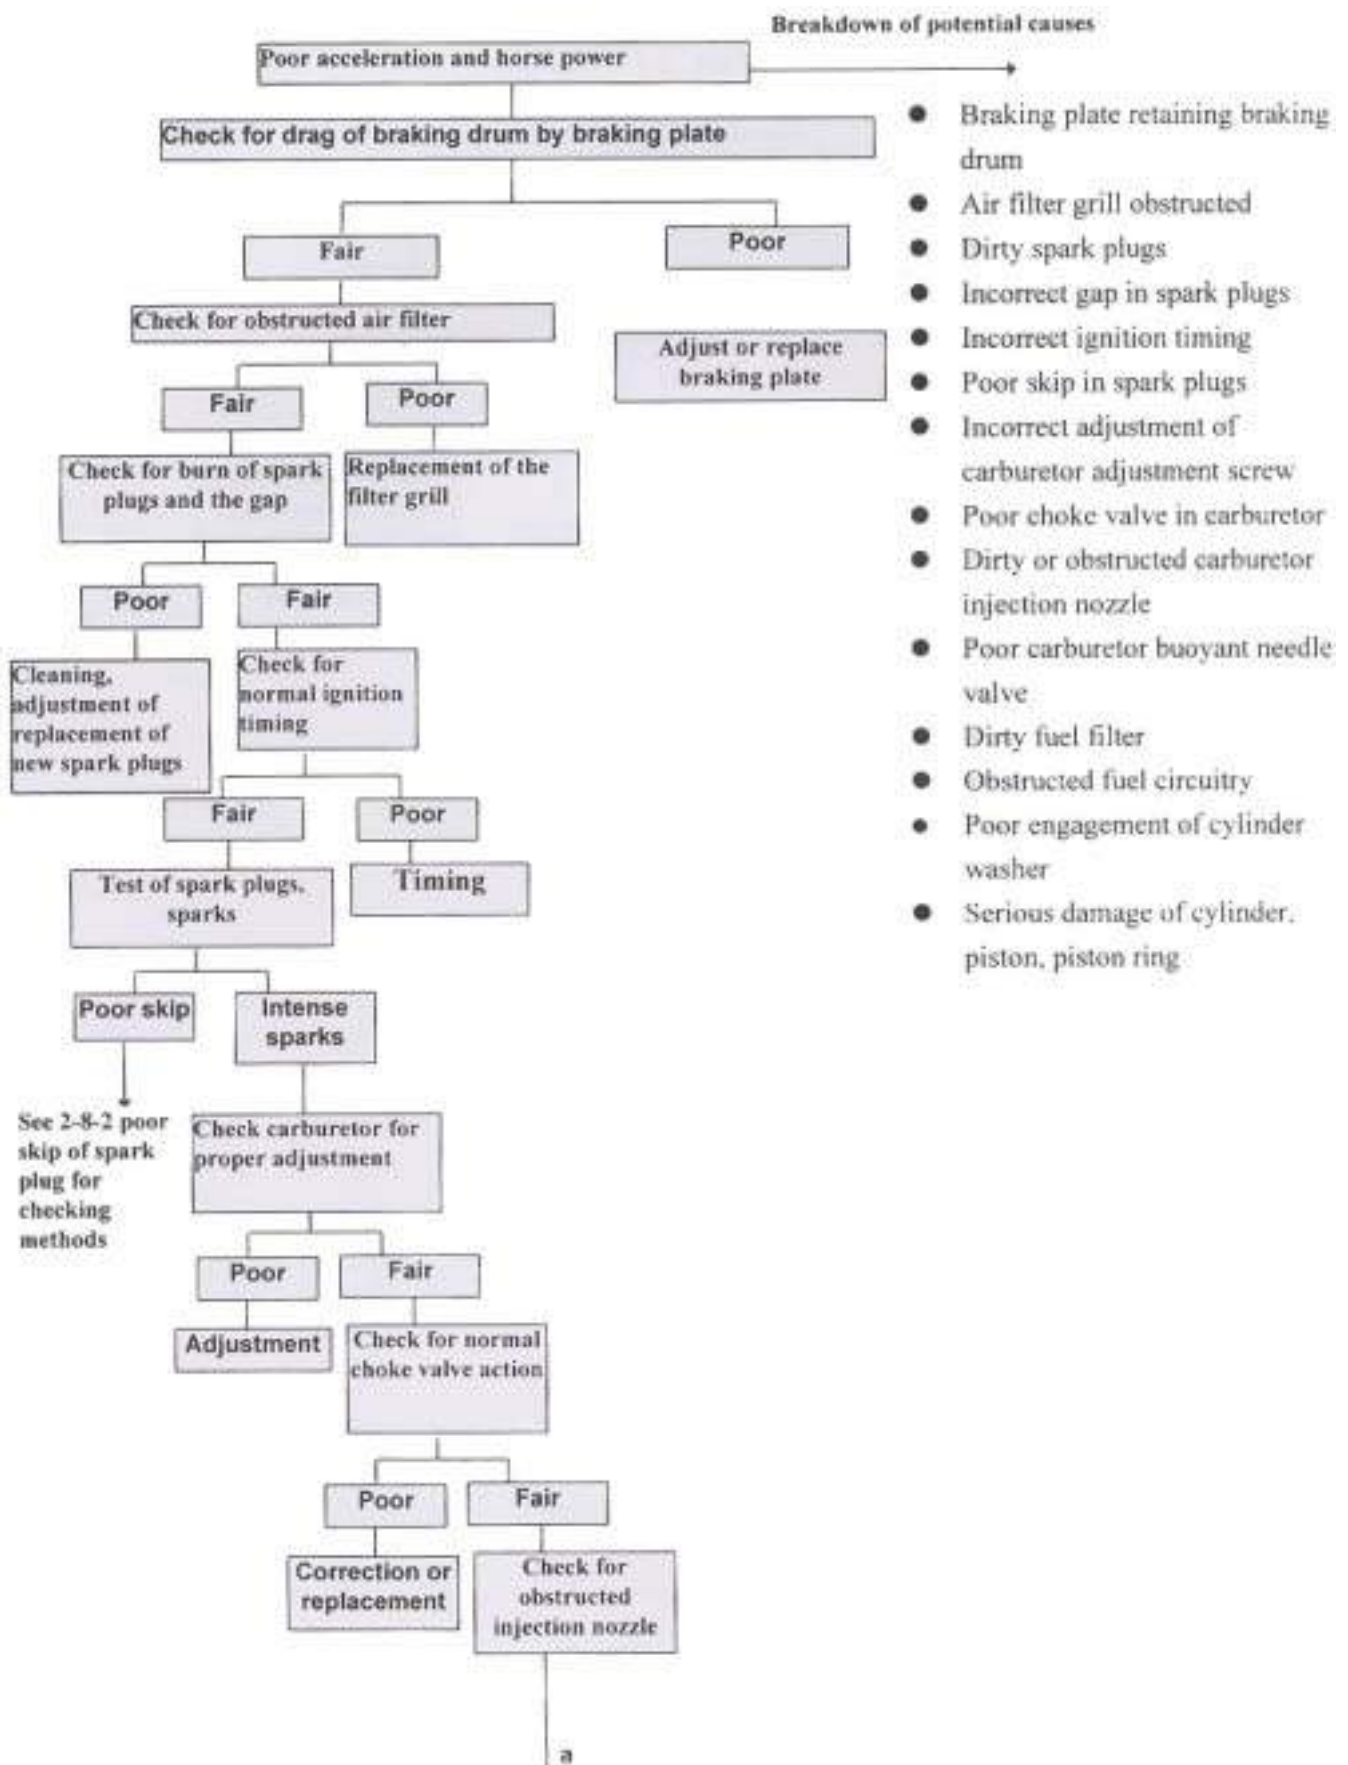 Breakdown of potential causes
Poor acceleration and horse power
Check for drag of braking drum by braking plate
Fair
Poor
Check for obstructed air filter
Adjust or replace
braking plate
Fair
Poor
Check for burn of spark
plugs and the gap
Replacement of the
filter grill
Poor
Fair
Cleaning,
adjustment of
replacement of
new spark plugs
Check for
normal ignition
timing
Fair
Poor
Test of spark plugs,
sparks
Timing
Poor skip
Intense
sparks
See 2-8-2 poor
skip of spark
plug for
checking
methods
Check carburetor for
proper adjustment
Poor
Fair
Adjustment
Check for normal
choke valve action
Poor
Fair
Correction or
replacement
Check for
obstructed
injection nozzle
a
● Braking plate retaining braking
drum
● Air filter grill obstructed
● Dirty spark plugs
● Incorrect gap in spark plugs
● Incorrect ignition timing
● Poor skip in spark plugs
● Incorrect adjustment of
carburetor adjustment screw
● Poor choke valve in carburetor
● Dirty or obstructed carburetor
injection nozzle
● Poor carburetor buoyant needle
valve
● Dirty fuel filter
● Obstructed fuel circuitry
● Poor engagement of cylinder
washer
● Serious damage of cylinder,
piston, piston ring